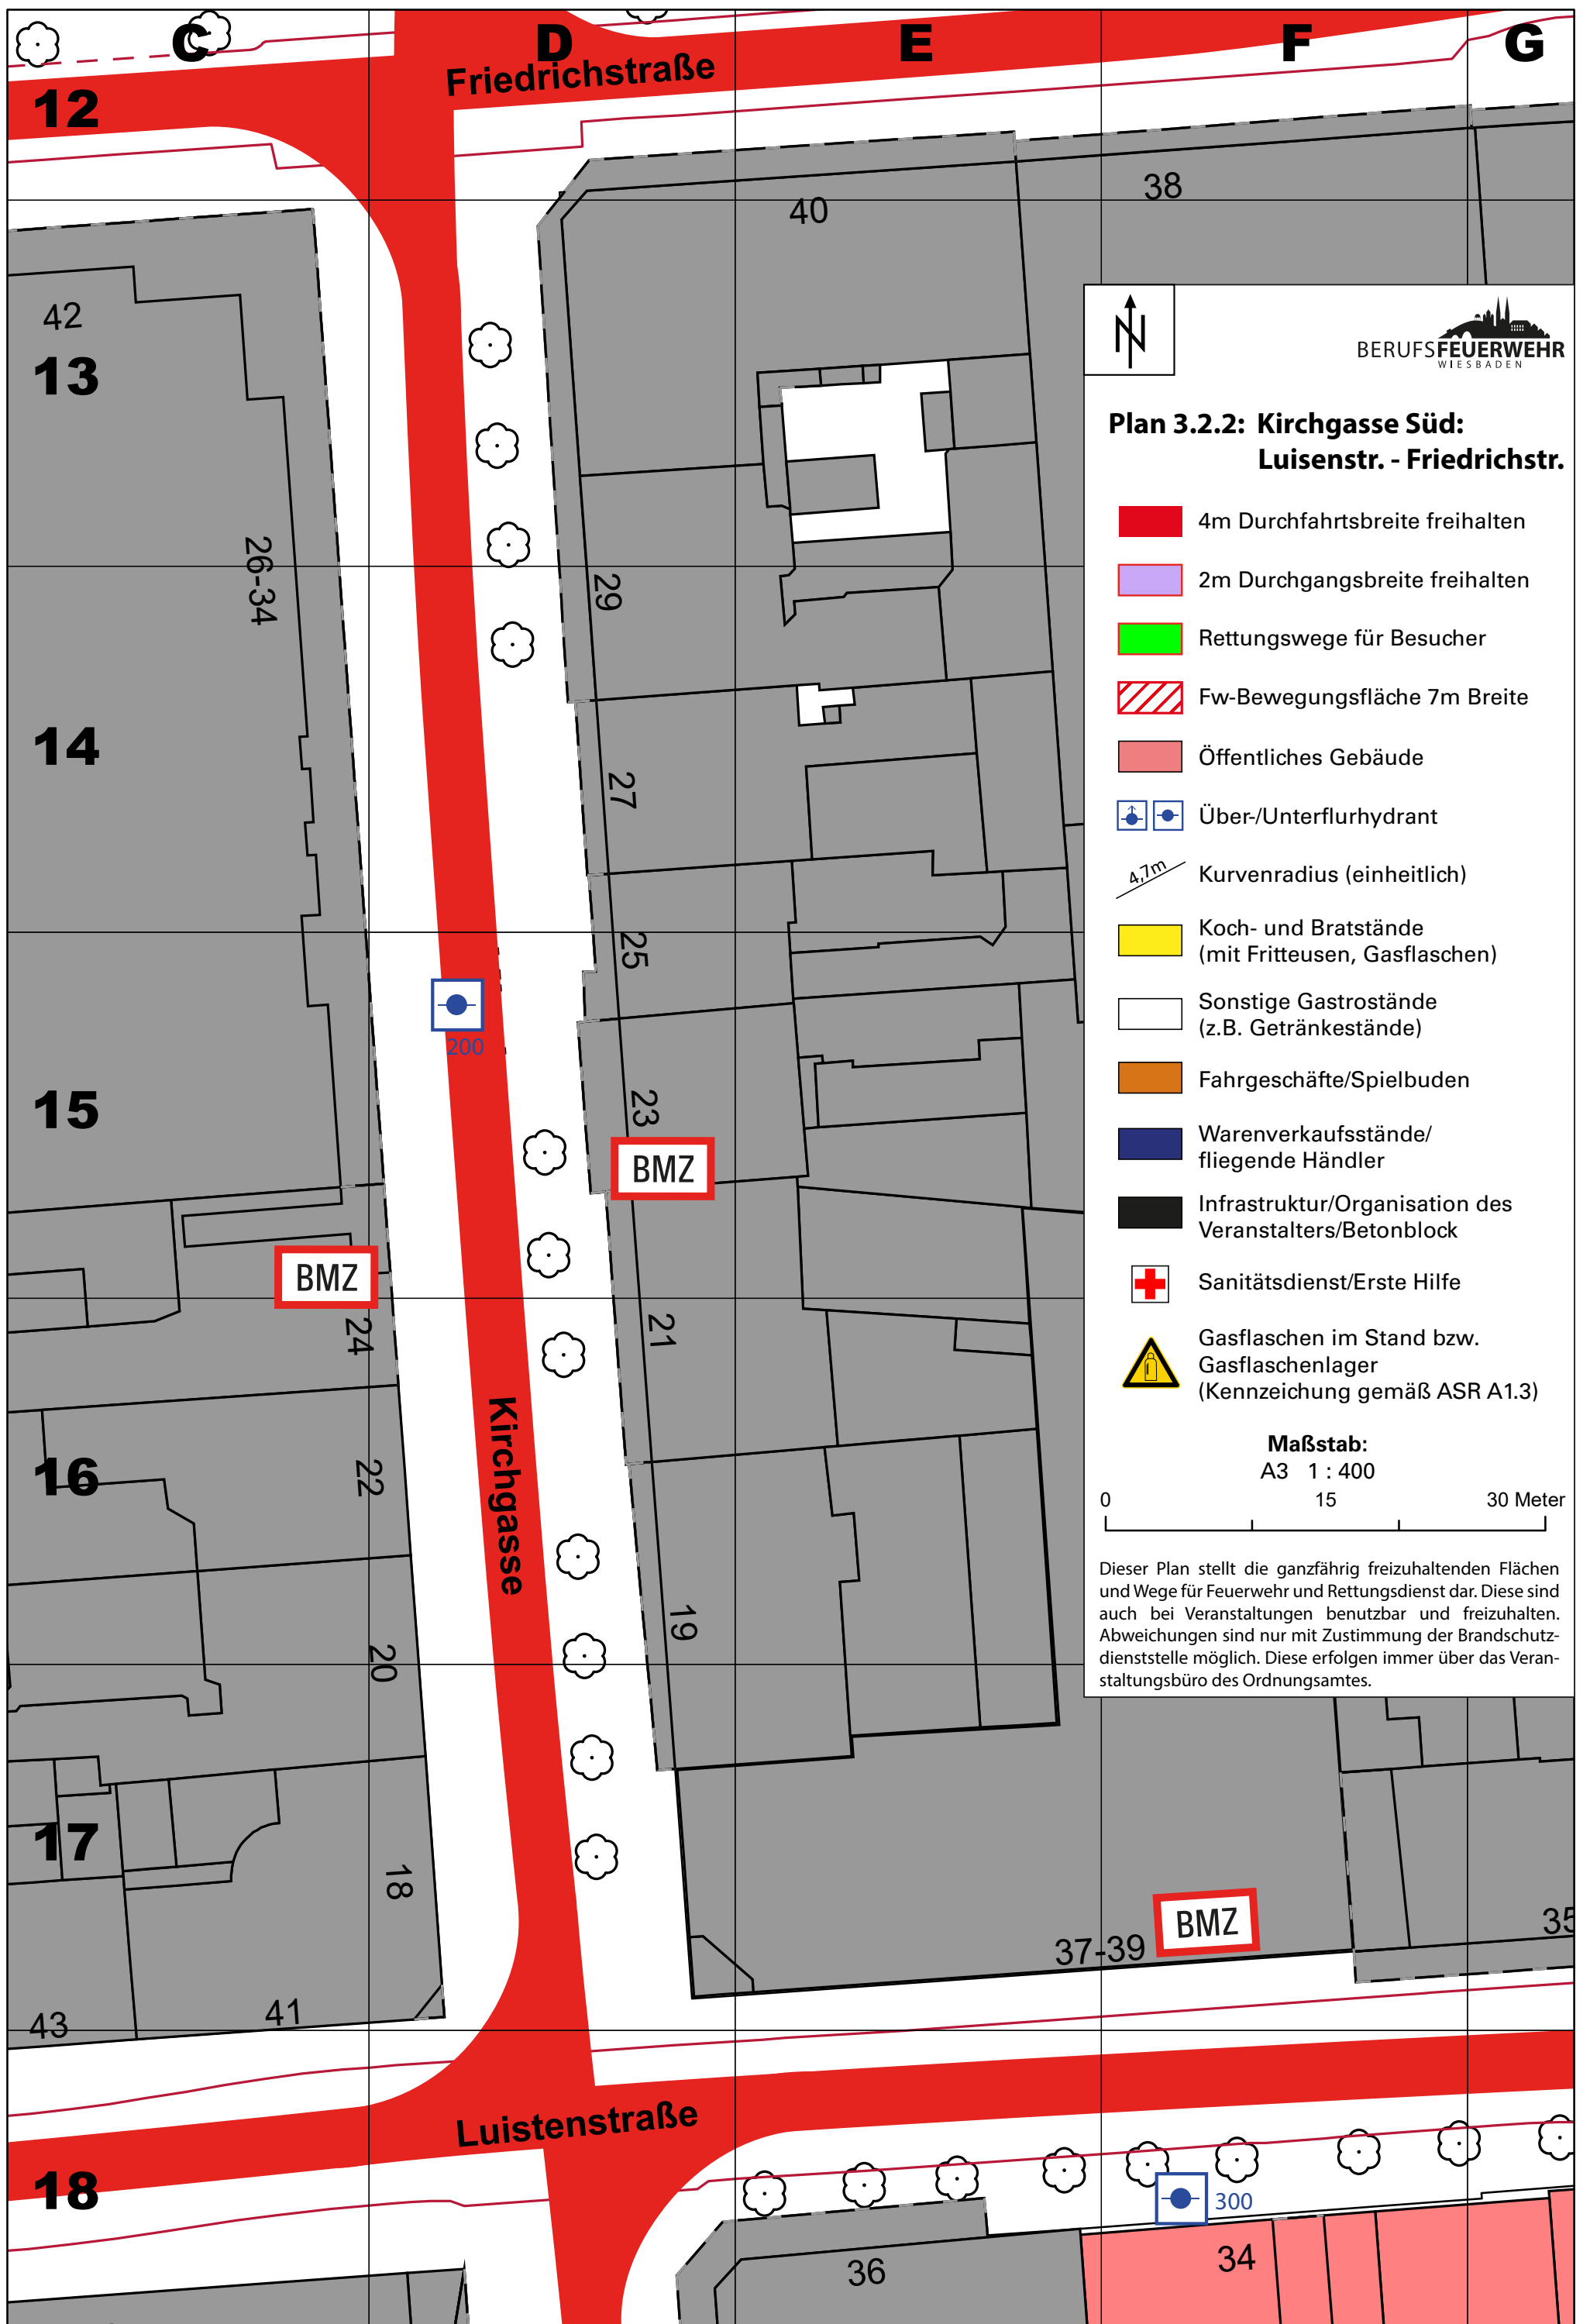 C
D
E
F
G
Friedrichstraße
12
40
38
42
13
BERUFSFEUERWEHR
WIESBADEN
Plan 3.2.2: Kirchgasse Süd:
Luisenstr. - Friedrichstr.
4m Durchfahrtsbreite freihalten
26-34
29
2m Durchgangsbreite freihalten
Rettungswege für Besucher
Fw-Bewegungsfläche 7m Breite
14
Öffentliches Gebäude
27
Über-/Unterflurhydrant
4,7m
Kurvenradius (einheitlich)
25
Koch- und Bratstände
(mit Fritteusen, Gasflaschen)
Sonstige Gastrostände
(z.B. Getränkestände)
200
Fahrgeschäfte/Spielbuden
15
23
BMZ
Warenverkaufsstände/
fliegende Händler
Infrastruktur/Organisation des
Veranstalters/Betonblock
BMZ
Sanitätsdienst/Erste Hilfe
24
21
Gasflaschen im Stand bzw.
Gasflaschenlager
(Kennzeichung gemäß ASR A1.3)
Maßstab:
A3 1 : 400
0 15 30 Meter
16
22
Kirchgasse
Dieser Plan stellt die ganzfährig freizuhaltenden Flächen
und Wege für Feuerwehr und Rettungsdienst dar. Diese sind
auch bei Veranstaltungen benutzbar und freizuhalten.
Abweichungen sind nur mit Zustimmung der Brandschutz-
dienststelle möglich. Diese erfolgen immer über das Veran-
staltungsbüro des Ordnungsamtes.
19
20
17
18
BMZ
37-39
35
43
41
Luistenstraße
18
300
36
34